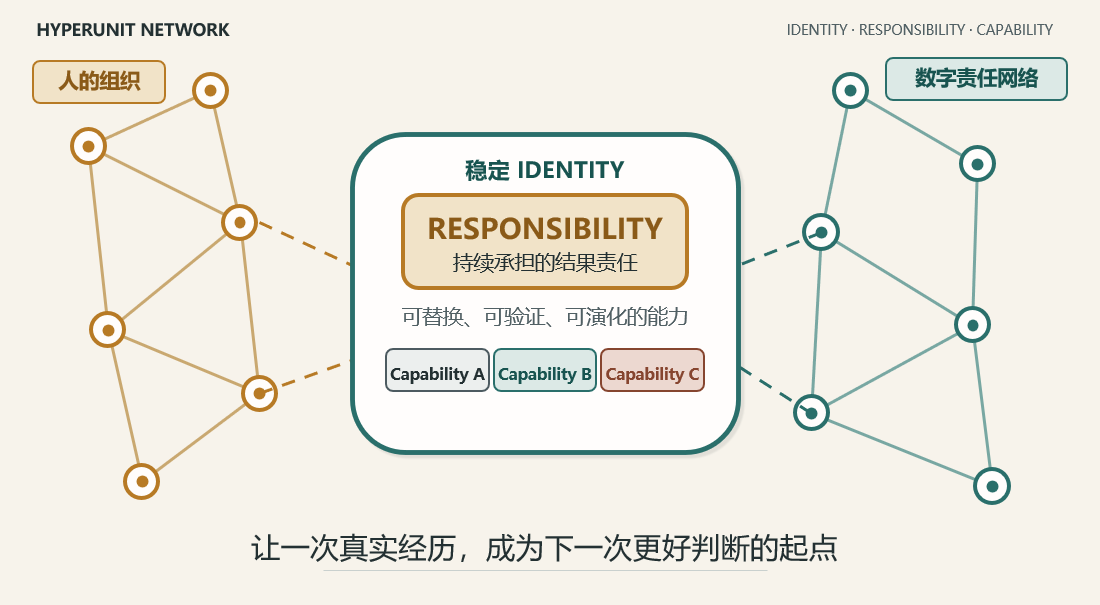 HYPERUNIT NETWORK
IDENTITY · RESPONSIBILITY · CAPABILITY
人的组织
数字责任网络
稳定 IDENTITY
RESPONSIBILITY
持续承担的结果责任
可替换、可验证、可演化的能力
Capability A
Capability B
Capability C
让一次真实经历，成为下一次更好判断的起点